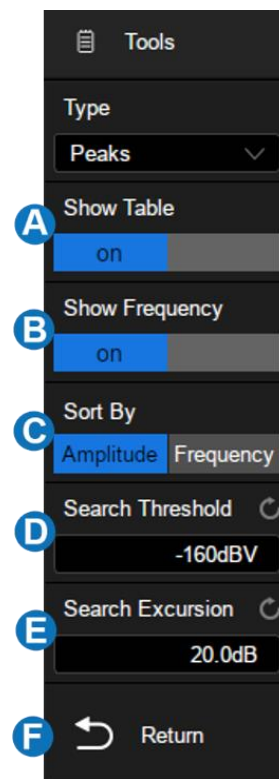 Tools
Type
Peaks
Show Table
A
on
Show Frequency
B
on
Sort By
C
Amplitude Frequency
Search Threshold
D
-160dBV
Search Excursion
E
20.0dB
F Return